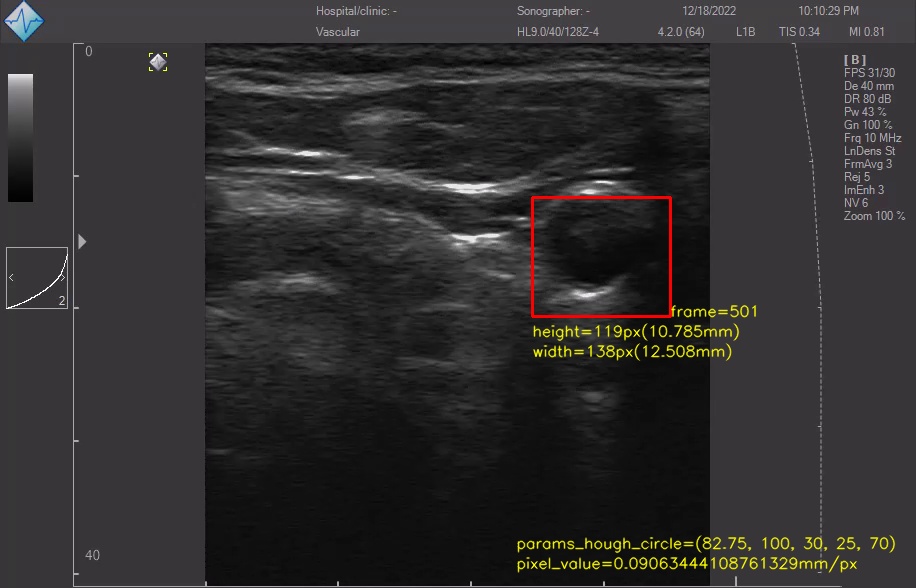 Hospital/clinic: - Sonographer: - 12/18/2022 10:10:29 PM
Vascular HL9.0/40/128Z-4 4.2.0 (64) L1B TIS 0.34 MI 0.81
0
[ B ]
FPS 31/30
De 40 mm
DR 80 dB
Pw 43 %
Gn 100 %
Frq 10 MHz
LnDens St
FrmAvg 3
Rej 5
ImEnh 3
NV 6
Zoom 100 %
2
frame=501
height=119px(10.785mm)
width=138px(12.508mm)
40
params_hough_circle=(82.75, 100, 30, 25, 70)
pixel_value=0.09063444108761329mm/px